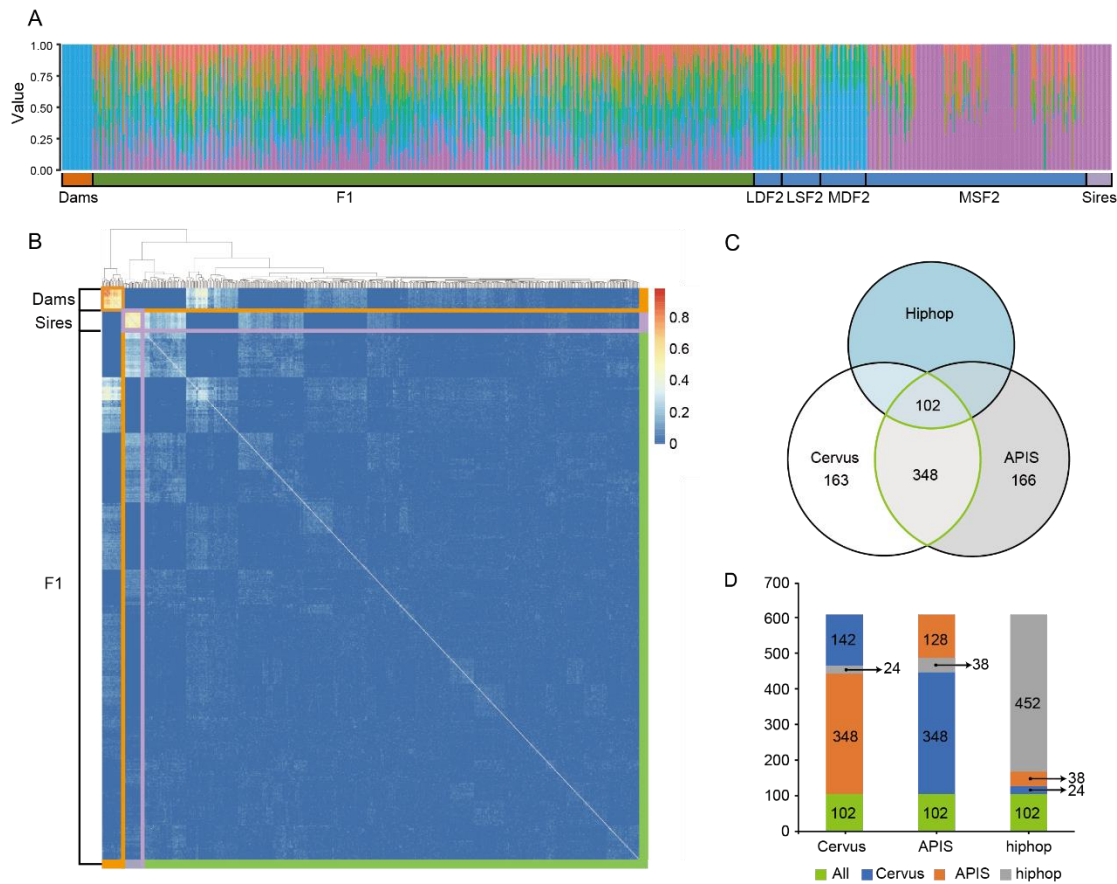 A
Value
1.00
0.75
0.50
0.25
0.00
Dams
F1
LDF2
LSF2
MDF2
MSF2
Sires
B
Dams
Sires
F1
0.8
0.6
0.4
0.2
0
C
Hiphop
102
Cervus
163
348
APIS
166
D
700
600
500
400
300
200
100
0
142
24
348
102
128
38
348
102
452
38
24
102
Cervus
APIS
hiphop
All
Cervus
APIS
hiphop